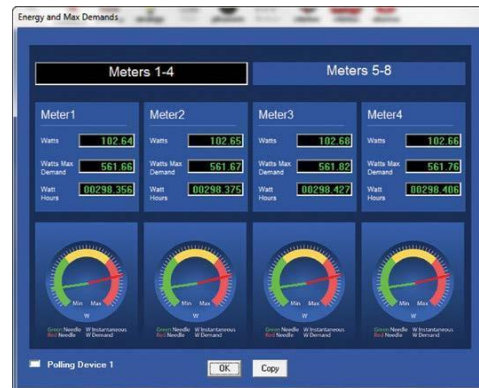 Energy and Max Demands
Meters 1-4
Meters 5-8
Meter1
Watts 102.64
Watts Max Demand 561.66
Watt Hours 00298.356
Meter2
Watts 102.65
Watts Max Demand 561.67
Watt Hours 00298.375
Meter3
Watts 102.68
Watts Max Demand 561.82
Watt Hours 00298.427
Meter4
Watts 102.66
Watts Max Demand 561.76
Watt Hours 00298.406
Min Max
W
Green Needle W Instantaneous
Red Needle W Demand
Min Max
W
Green Needle W Instantaneous
Red Needle W Demand
Min Max
W
Green Needle W Instantaneous
Red Needle W Demand
Min Max
W
Green Needle W Instantaneous
Red Needle W Demand
Polling Device 1
OK
Copy